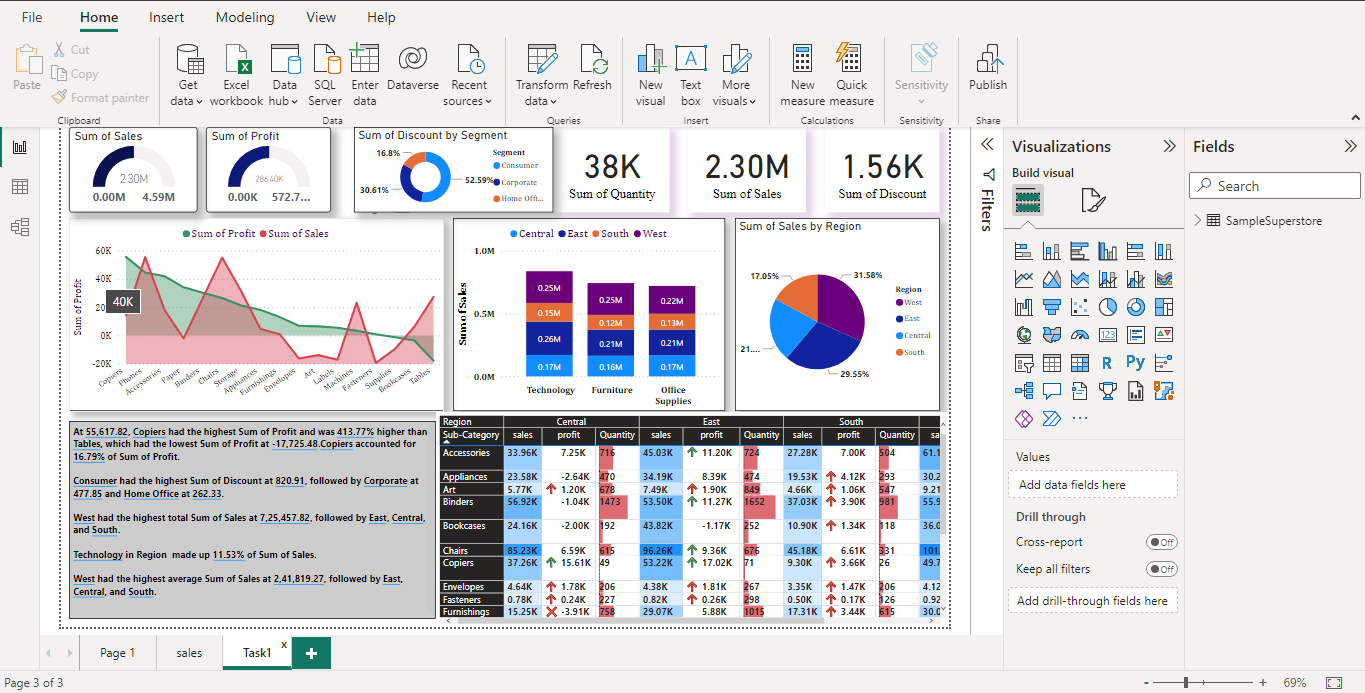 File Home Insert Modeling View Help
Paste
Cut
Copy
Format painter
Clipboard
Get data
Excel workbook
Data hub
SQL Server
Enter data
Dataverse
Recent sources
Data
Transform data
Refresh
Queries
New visual
Text box
More visuals
Insert
New measure
Quick measure
Calculations
Sensitivity
Sensitivity
Publish
Share
Sum of Sales
2.30M
0.00M 4.59M
Sum of Profit
286.40K
0.00K 572.7...
Sum of Discount by Segment
16.8%
30.61%
52.59%
Segment
Consumer
Corporate
Home Offi...
38K
Sum of Quantity
2.30M
Sum of Sales
1.56K
Sum of Discount
Sum of Profit Sum of Sales
Sum of Profit
60K
40K
20
0K
-20K
40K
Copiers Phones Accessories Paper Binders Chairs Storage Appliances Furnishings Envelopes Art Labels Machines Fasteners Supplies Bookcases Tables
Central East South West
Sum of Sales
1.0M
0.5M
0.0M
0.25M 0.25M 0.22M
0.15M 0.12M 0.13M
0.26M 0.21M 0.21M
0.17M 0.16M 0.17M
Technology Furniture Office Supplies
Sum of Sales by Region
17.05% 31.58%
21.... 29.55%
Region
West
East
Central
South
At 55,617.82, Copiers had the highest Sum of Profit and was 413.77% higher than
Tables, which had the lowest Sum of Profit at -17,725.48.Copiers accounted for
16.79% of Sum of Profit.
Consumer had the highest Sum of Discount at 820.91, followed by Corporate at
477.85 and Home Office at 262.33.
West had the highest total Sum of Sales at 7,25,457.82, followed by East, Central,
and South.
Technology in Region made up 11.53% of Sum of Sales.
West had the highest average Sum of Sales at 2,41,819.27, followed by East,
Central, and South.
Region Central East South
Sub-Category sales profit Quantity sales profit Quantity sales profit Quantity sa
Accessories 33.96K 7.25K 716 45.03K 11.20K 724 27.28K 7.00K 504 61.1
Appliances 23.58K -2.64K 470 34.19K 8.39K 474 19.53K 4.12K 293 30.2
Art 5.77K 1.20K 678 7.49K 1.90K 849 4.66K 1.06K 547 9.21
Binders 56.92K -1.04K 1473 53.50K 11.27K 1652 37.03K 3.90K 981 55.9
Bookcases 24.16K -2.00K 192 43.82K -1.17K 252 10.90K 1.34K 118 36.0
Chairs 85.23K 6.59K 615 96.26K 9.36K 676 45.18K 6.61K 331 101.
Copiers 37.26K 15.61K 49 53.22K 17.02K 71 9.30K 3.66K 26 49.7
Envelopes 4.64K 1.78K 206 4.38K 1.81K 267 3.35K 1.47K 206 4.12
Fasteners 0.78K 0.24K 227 0.82K 0.26K 298 0.50K 0.17K 126 0.92
Furnishings 15.25K -3.91K 758 29.07K 5.88K 1015 17.31K 3.44K 615 30.0
Filters
Visualizations
Build visual
123
R Py
Values
Add data fields here
Drill through
Cross-report Off
Keep all filters Off
Add drill-through fields here
Fields
Search
SampleSuperstore
Page 1 sales Task1 x +
Page 3 of 3
- + 69%